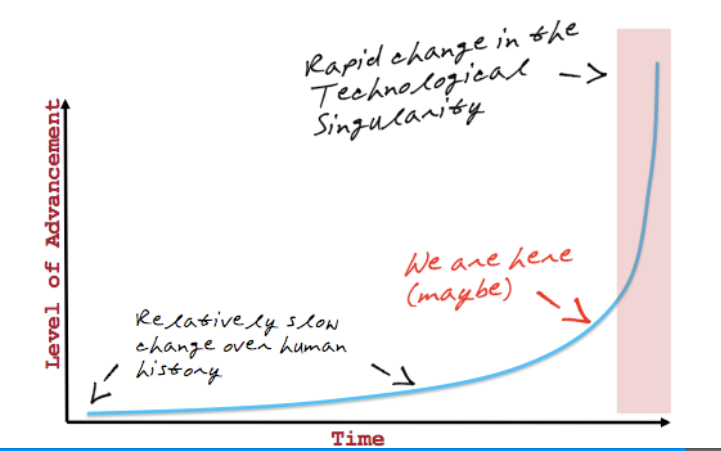 Rapid change in the
Technological
Singularity
Level of Advancement
We are here
(maybe)
Relatively slow
change over human
history
Time